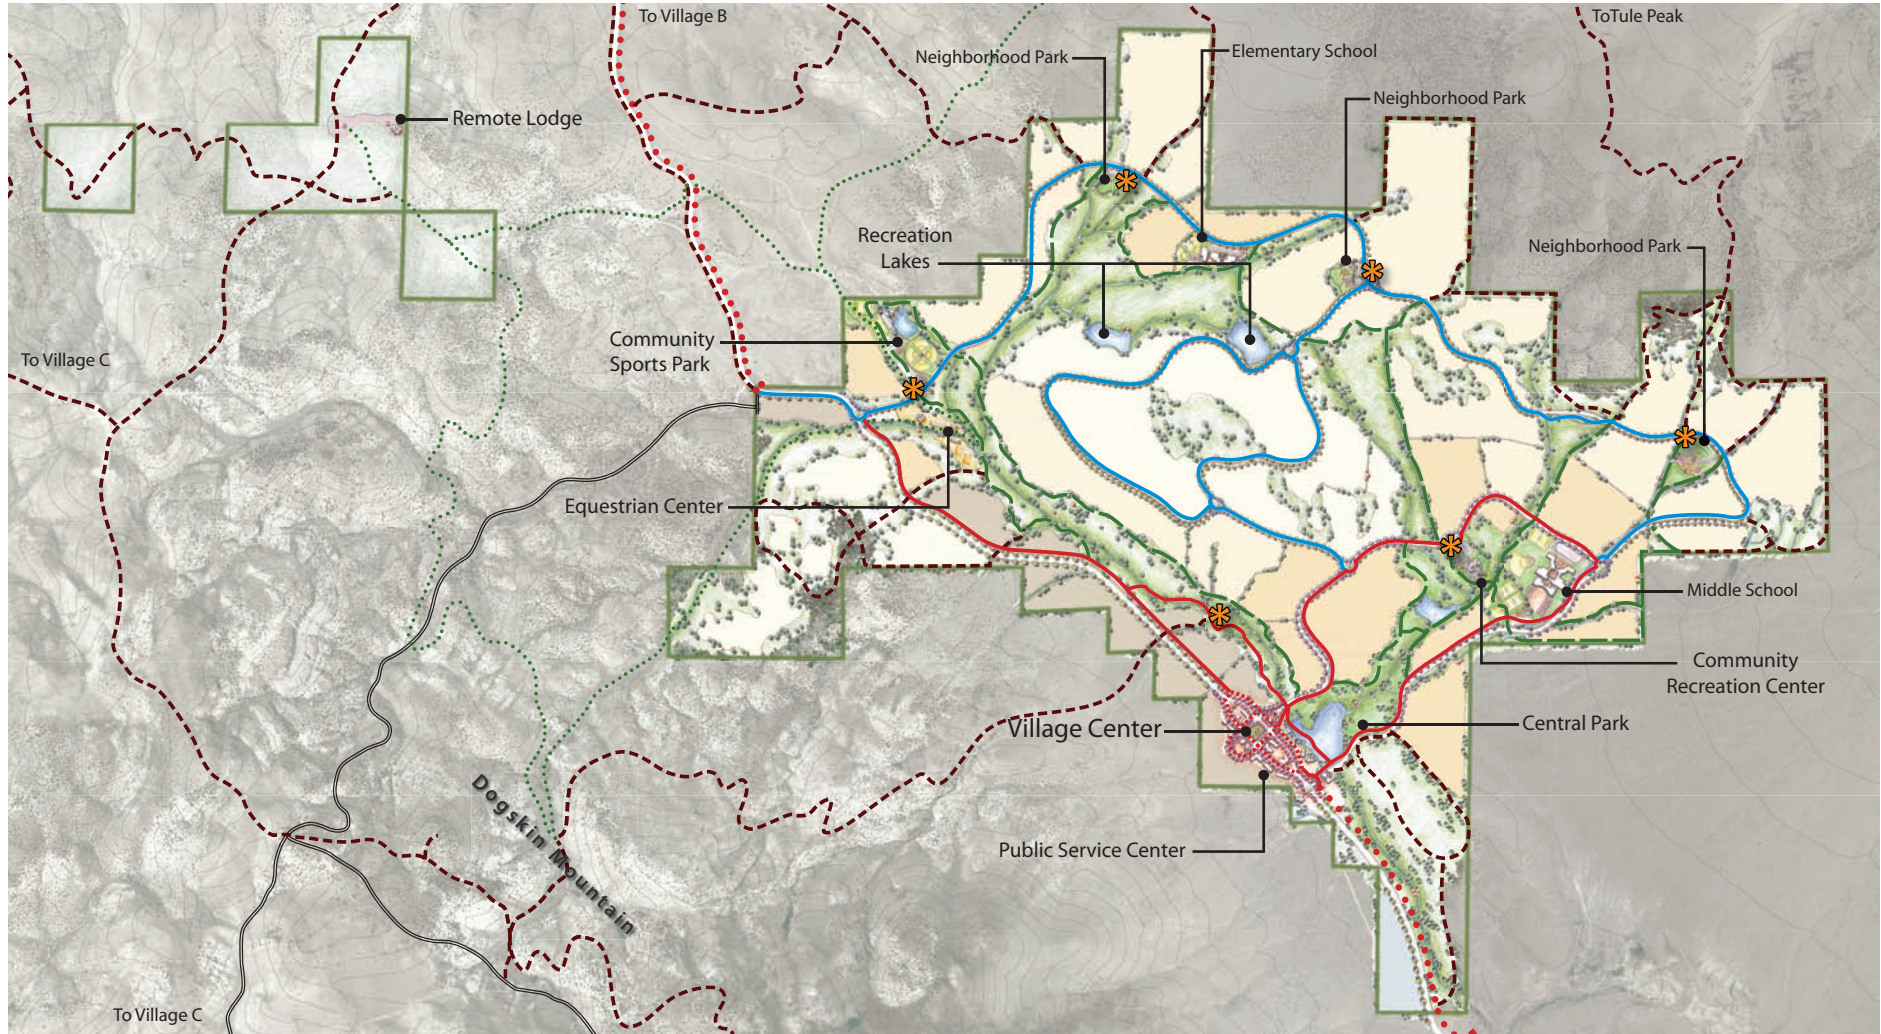 To Village B
ToTule Peak
Neighborhood Park
Elementary School
Neighborhood Park
Remote Lodge
Recreation
Lakes
Neighborhood Park
Community
Sports Park
To Village C
Equestrian Center
Middle School
Community
Recreation Center
Village Center
Central Park
Dogskin Mountain
Public Service Center
To Village C